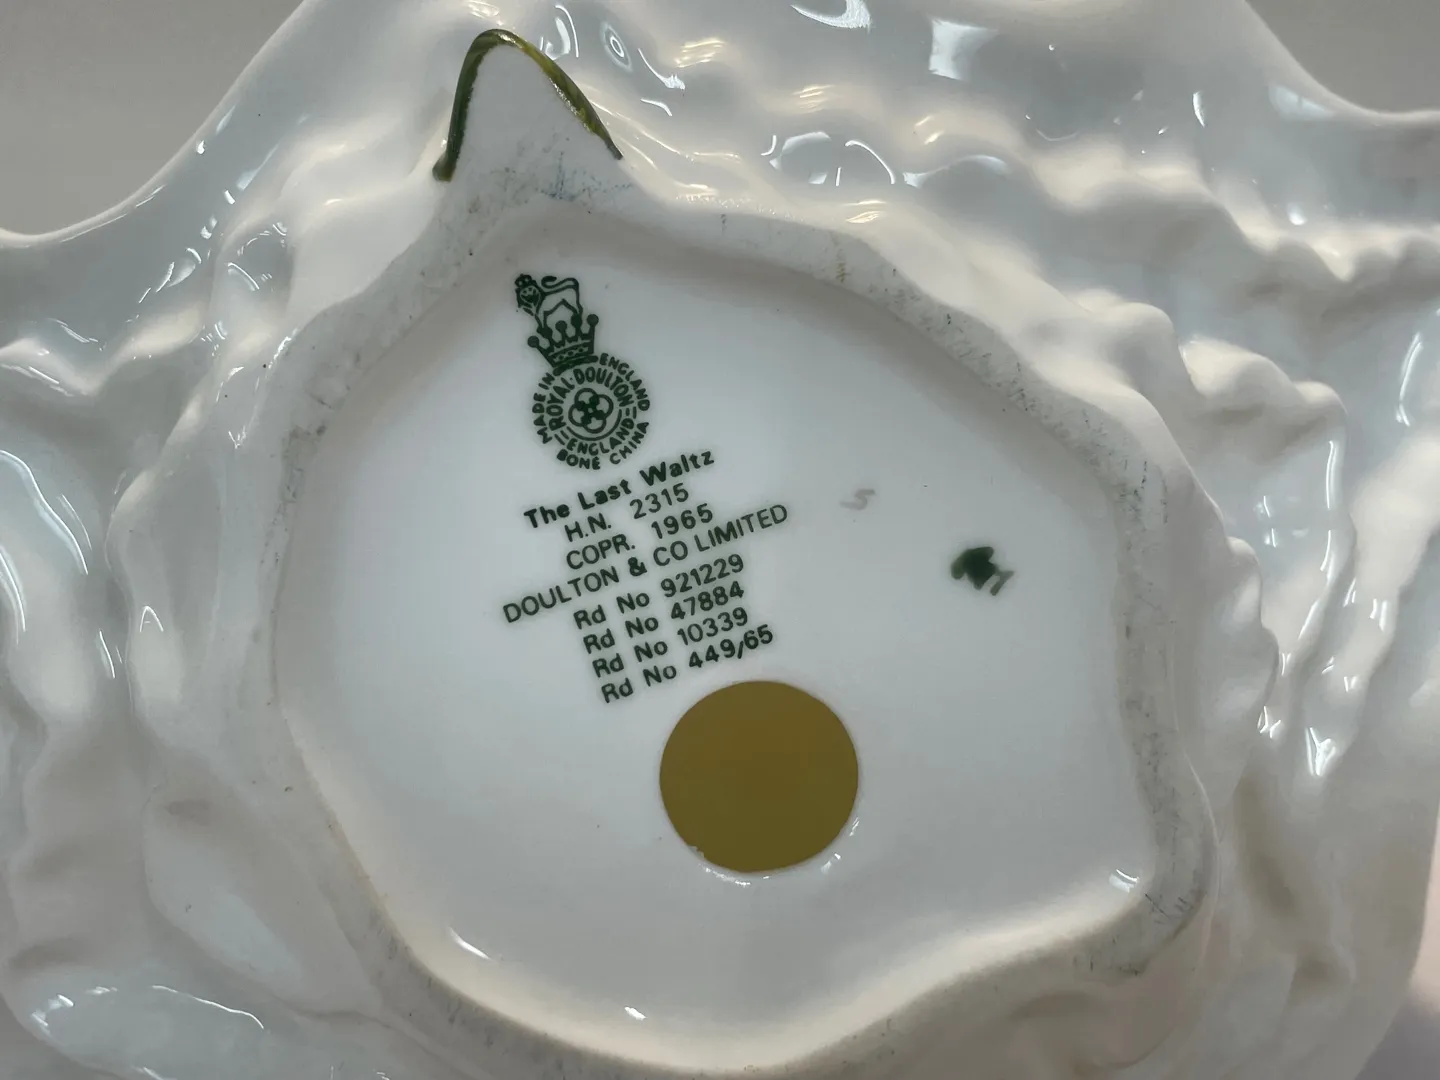 MADE IN ENGLAND
ROYAL·DOULTON
ENGLAND
BONE CHINA
The Last Waltz
H.N. 2315
COPR. 1965
DOULTON & CO LIMITED
Rd No 921229
Rd No 47884
Rd No 10339
Rd No 449/65
S